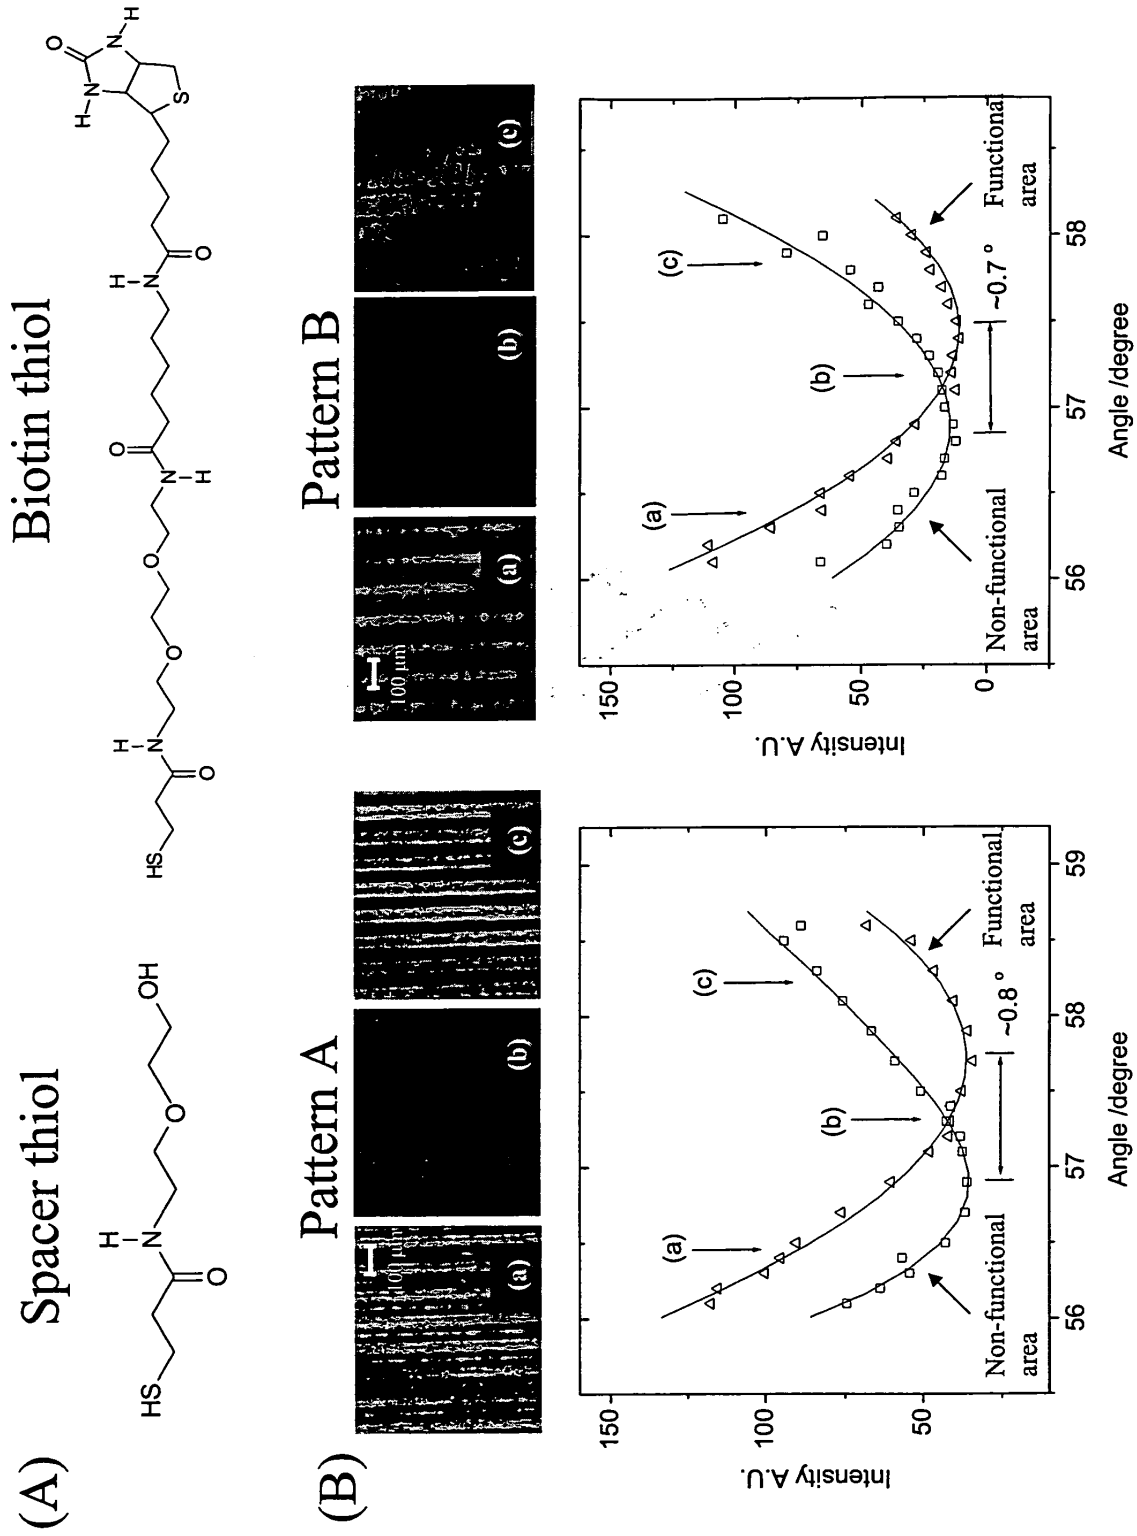 (A)
Spacer thiol
Biotin thiol
HS
O
N
H
O
OH
HS
O
N
H
O
O
N
H
O
N
H
O
S
H
N
O
N
H
(B)
Pattern A
Pattern B
100 μm
(a)
(b)
(c)
100 μm
(a)
(b)
(c)
150
100
50
Intensity A.U.
(a)
(b)
(c)
Non-functional
area
~0.8 °
Functional
area
56
57
58
59
Angle /degree
150
100
50
0
Intensity A.U.
(a)
(b)
(c)
Non-functional
area
~0.7 °
Functional
area
56
57
58
Angle /degree